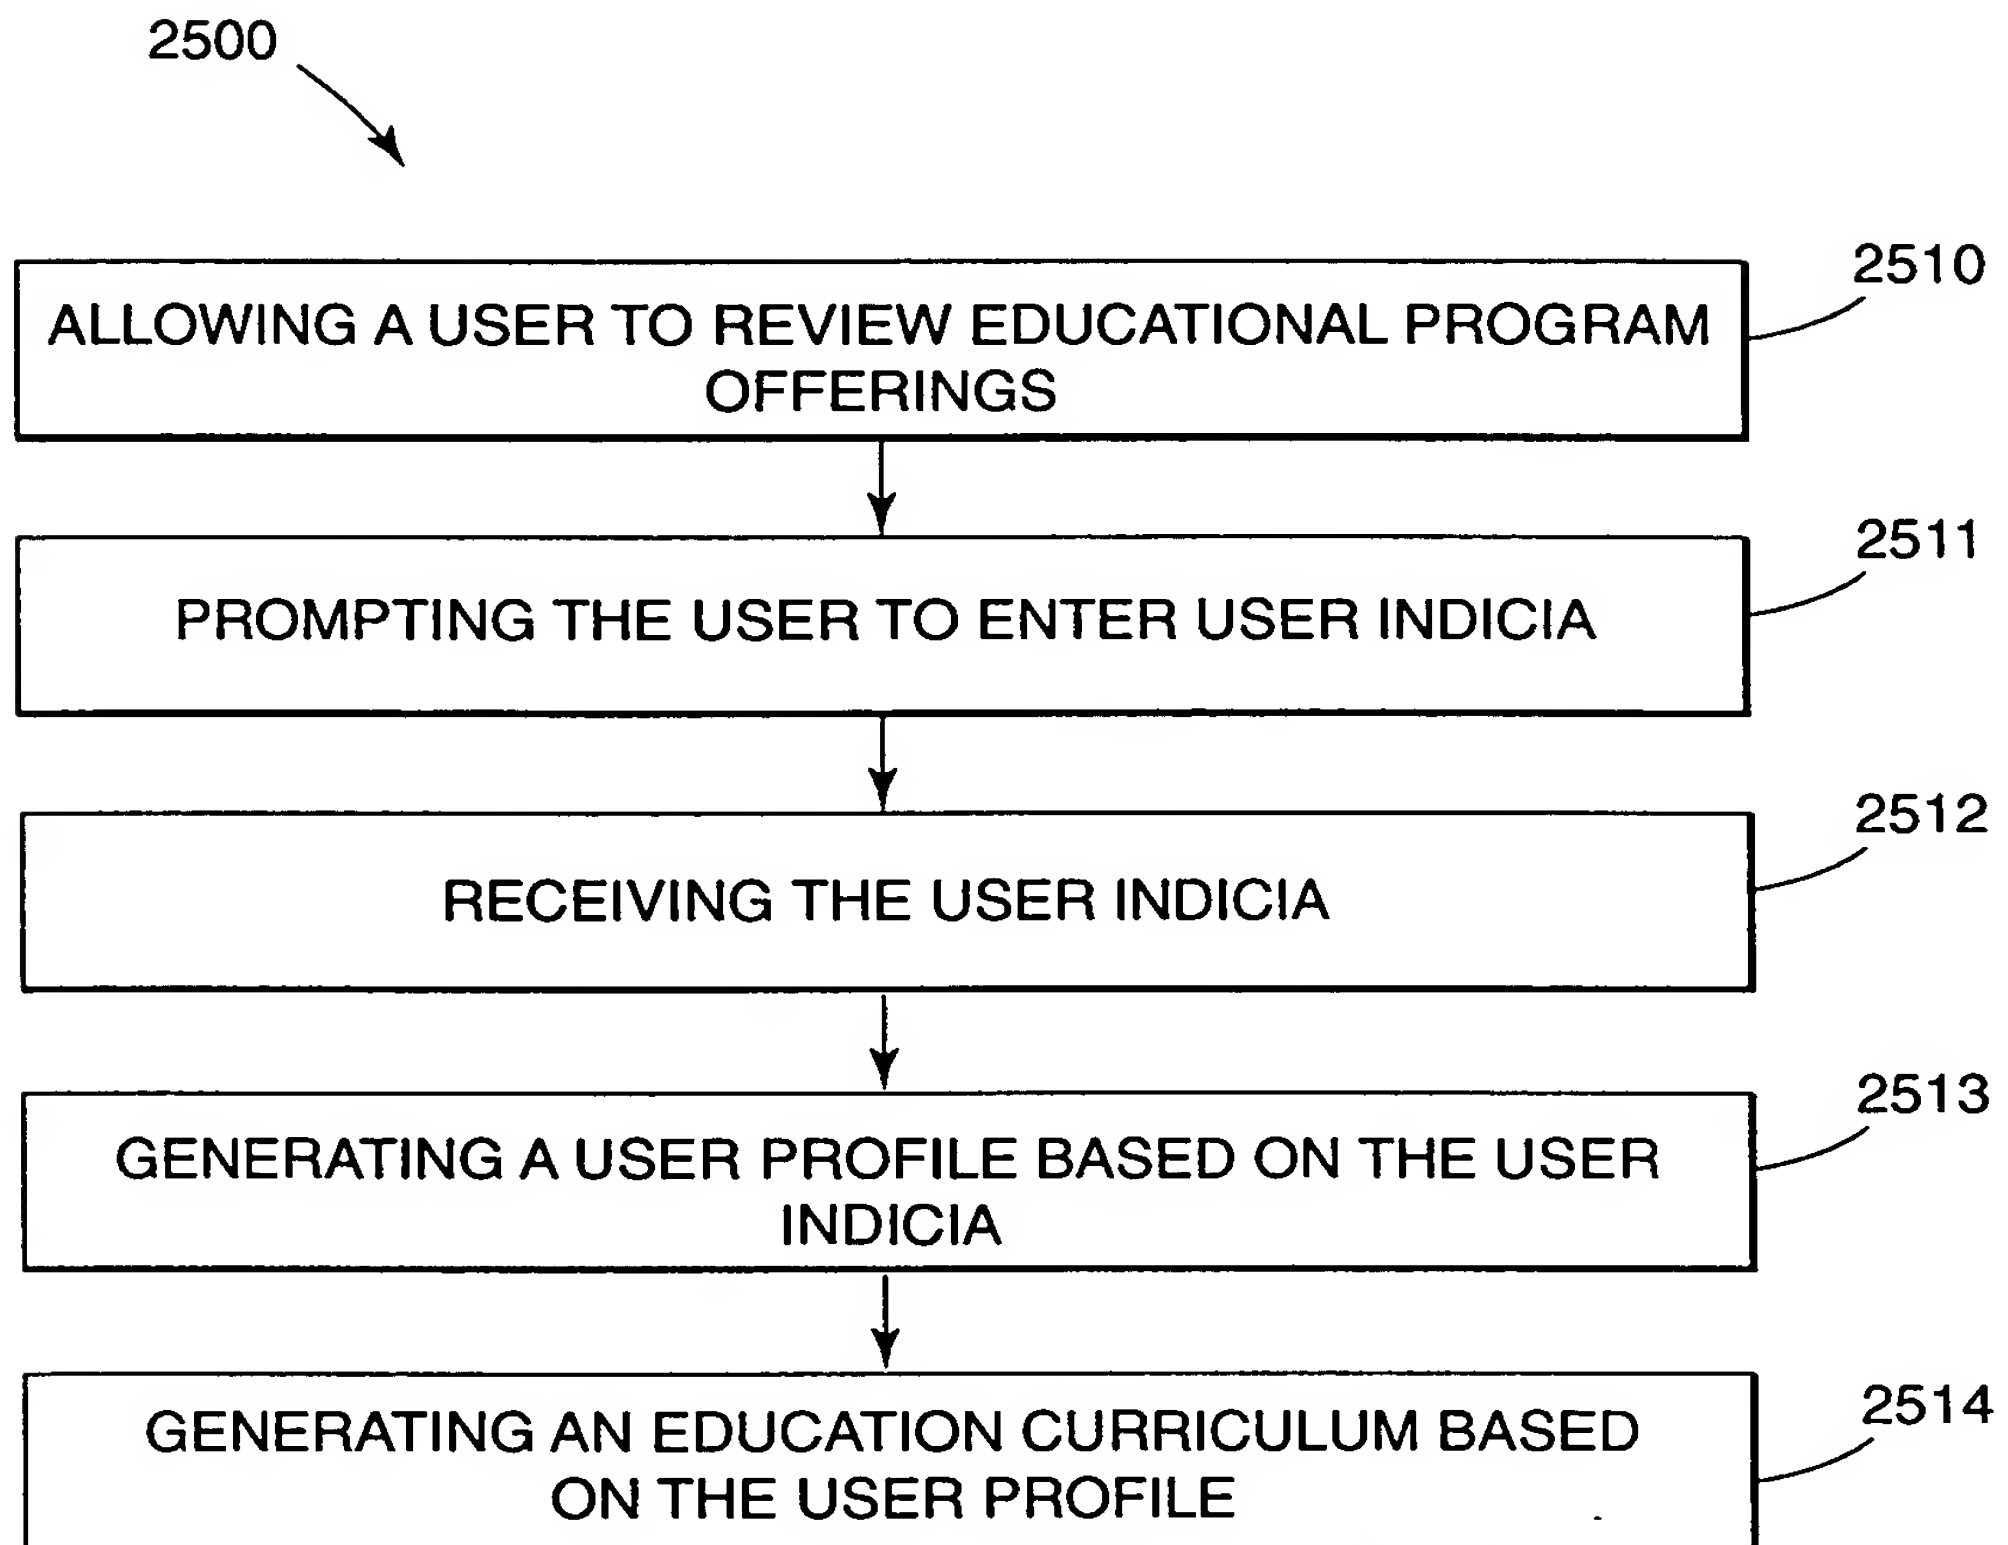 2500
2510
ALLOWING A USER TO REVIEW EDUCATIONAL PROGRAM
OFFERINGS
2511
PROMPTING THE USER TO ENTER USER INDICIA
2512
RECEIVING THE USER INDICIA
2513
GENERATING A USER PROFILE BASED ON THE USER
INDICIA
2514
GENERATING AN EDUCATION CURRICULUM BASED
ON THE USER PROFILE